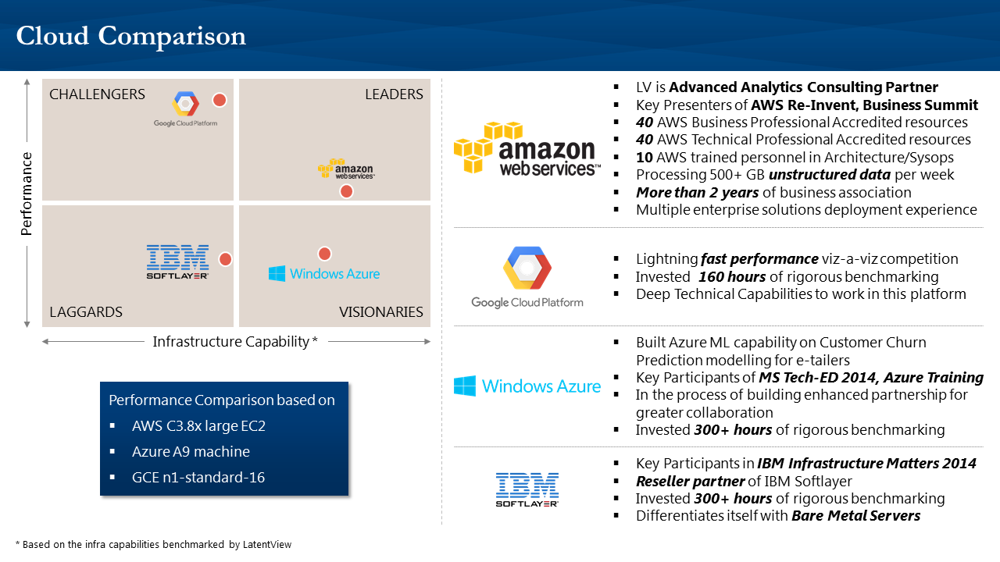 Cloud Comparison
CHALLENGERS
Google Cloud Platform
LEADERS
amazon
webservices™
Performance
IBM
SOFTLAYER®
Windows Azure
LAGGARDS
VISIONARIES
Infrastructure Capability *
Performance Comparison based on
▪ AWS C3.8x large EC2
▪ Azure A9 machine
▪ GCE n1-standard-16
amazon
webservices™
▪ LV is Advanced Analytics Consulting Partner
▪ Key Presenters of AWS Re-Invent, Business Summit
▪ 40 AWS Business Professional Accredited resources
▪ 40 AWS Technical Professional Accredited resources
▪ 10 AWS trained personnel in Architecture/Sysops
▪ Processing 500+ GB unstructured data per week
▪ More than 2 years of business association
▪ Multiple enterprise solutions deployment experience
Google Cloud Platform
▪ Lightning fast performance viz-a-viz competition
▪ Invested 160 hours of rigorous benchmarking
▪ Deep Technical Capabilities to work in this platform
Windows Azure
▪ Built Azure ML capability on Customer Churn
Prediction modelling for e-tailers
▪ Key Participants of MS Tech-ED 2014, Azure Training
▪ In the process of building enhanced partnership for
greater collaboration
▪ Invested 300+ hours of rigorous benchmarking
IBM
SOFTLAYER®
▪ Key Participants in IBM Infrastructure Matters 2014
▪ Reseller partner of IBM Softlayer
▪ Invested 300+ hours of rigorous benchmarking
▪ Differentiates itself with Bare Metal Servers
* Based on the infra capabilities benchmarked by LatentView